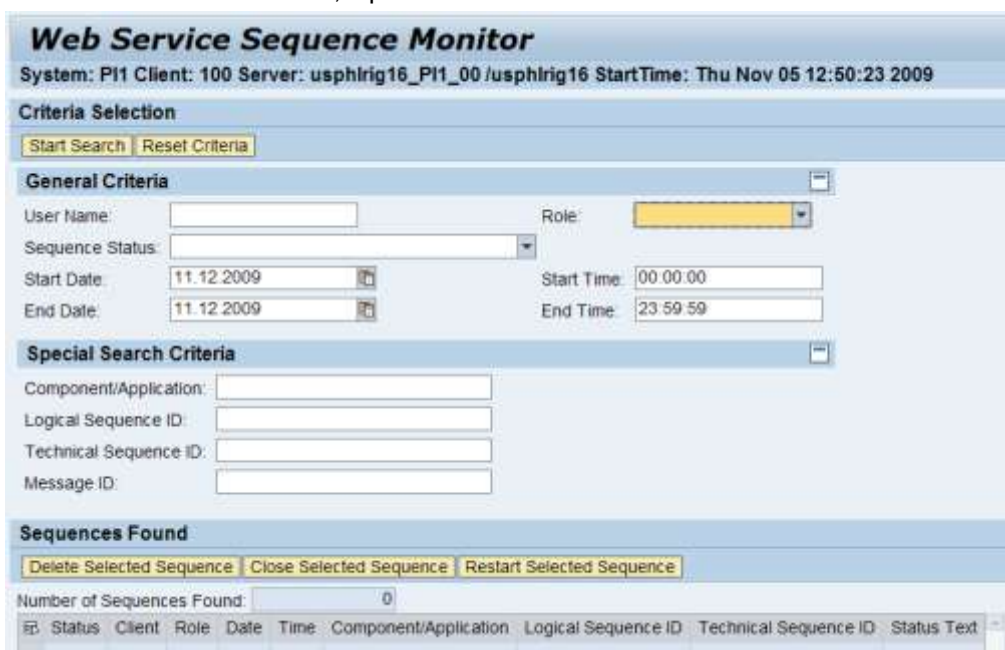 Web Service Sequence Monitor
System: PI1 Client: 100 Server: usphlrig16_PI1_00 /usphlrig16 StartTime: Thu Nov 05 12:50:23 2009
Criteria Selection
Start Search Reset Criteria
General Criteria
User Name: Role:
Sequence Status:
Start Date: 11.12.2009 Start Time: 00:00:00
End Date: 11.12.2009 End Time: 23:59:59
Special Search Criteria
Component/Application:
Logical Sequence ID:
Technical Sequence ID:
Message ID:
Sequences Found
Delete Selected Sequence Close Selected Sequence Restart Selected Sequence
Number of Sequences Found: 0
Status Client Role Date Time Component/Application Logical Sequence ID Technical Sequence ID Status Text